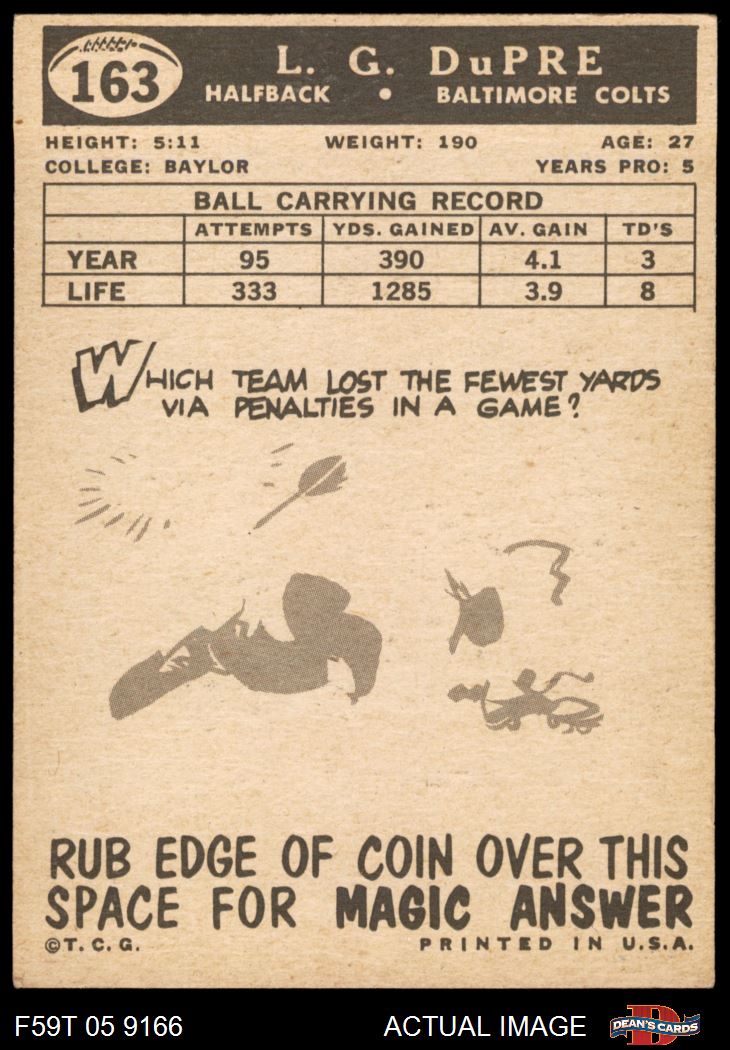 163
L. G. DuPRE
HALFBACK • BALTIMORE COLTS
HEIGHT: 5:11 WEIGHT: 190 AGE: 27
COLLEGE: BAYLOR YEARS PRO: 5
BALL CARRYING RECORD
ATTEMPTS YDS. GAINED AV. GAIN TD'S
YEAR 95 390 4.1 3
LIFE 333 1285 3.9 8
WHICH TEAM LOST THE FEWEST YARDS
VIA PENALTIES IN A GAME?
RUB EDGE OF COIN OVER THIS
SPACE FOR MAGIC ANSWER
©T.C.G. PRINTED IN U.S.A.
F59T 05 9166 ACTUAL IMAGE DEAN'S CARDS